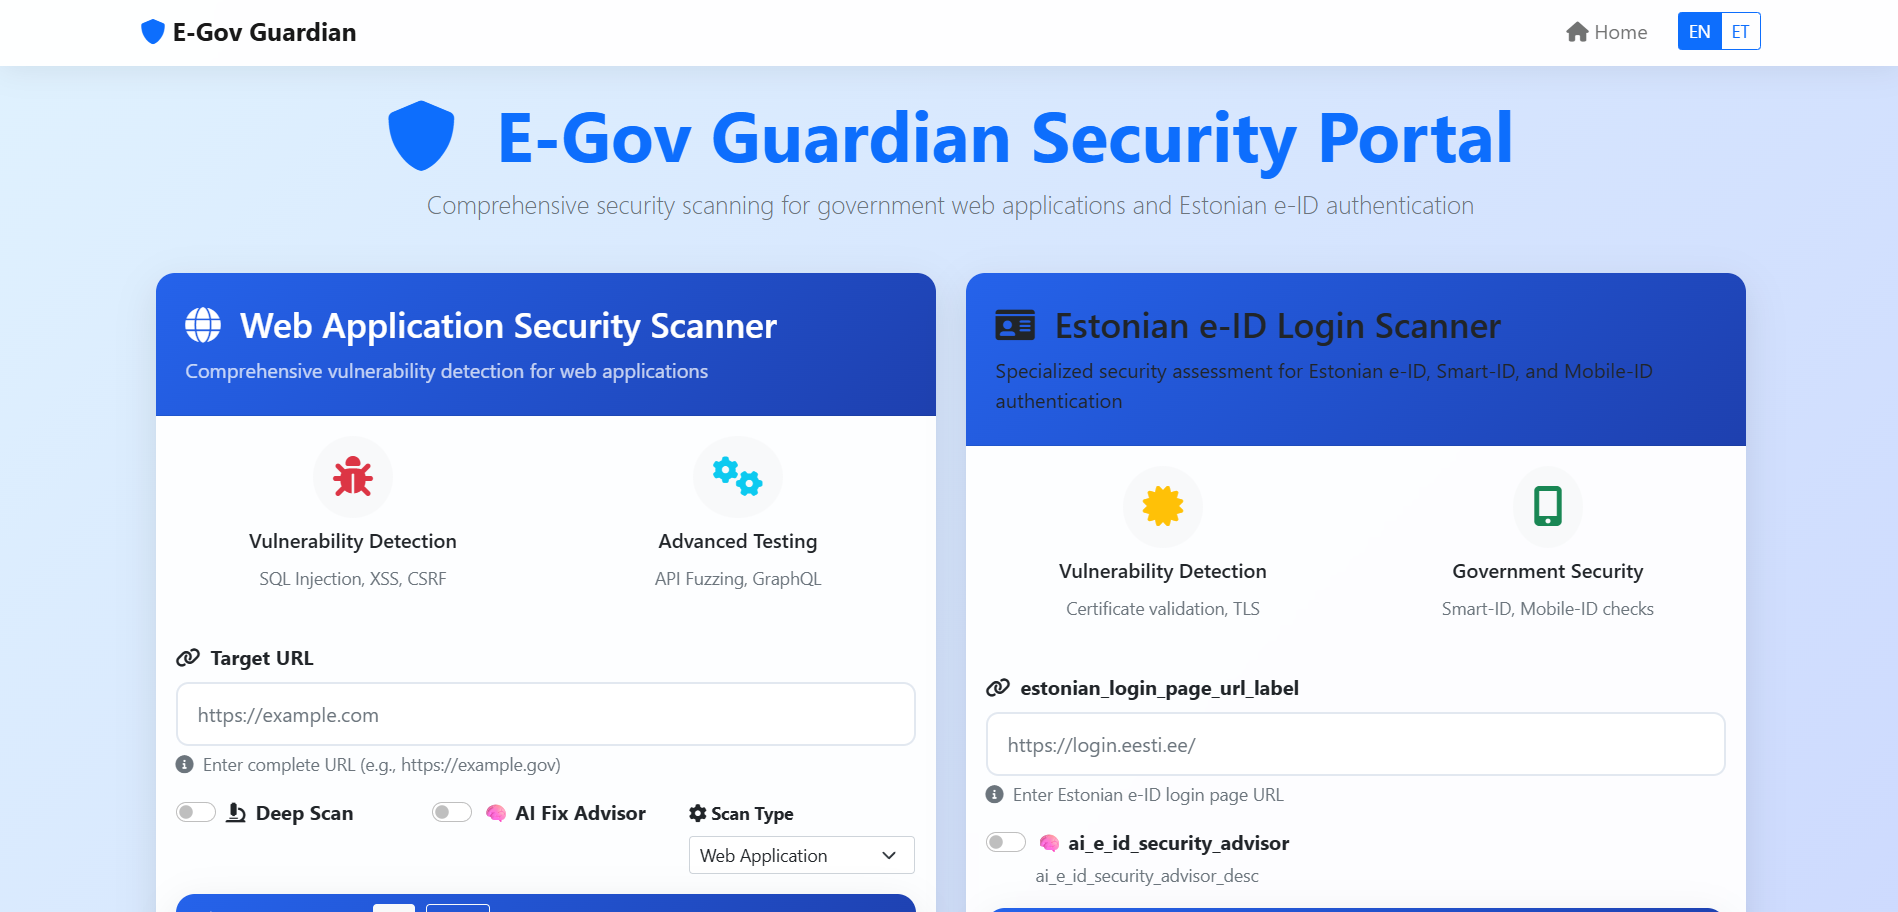 E-Gov Guardian
Home
EN
ET
E-Gov Guardian Security Portal
Comprehensive security scanning for government web applications and Estonian e-ID authentication
Web Application Security Scanner
Comprehensive vulnerability detection for web applications
Vulnerability Detection
SQL Injection, XSS, CSRF
Advanced Testing
API Fuzzing, GraphQL
Target URL
https://example.com
Enter complete URL (e.g., https://example.gov)
Deep Scan
AI Fix Advisor
Scan Type
Web Application
Estonian e-ID Login Scanner
Specialized security assessment for Estonian e-ID, Smart-ID, and Mobile-ID
authentication
Vulnerability Detection
Certificate validation, TLS
Government Security
Smart-ID, Mobile-ID checks
estonian_login_page_url_label
https://login.eesti.ee/
Enter Estonian e-ID login page URL
ai_e_id_security_advisor
ai_e_id_security_advisor_desc